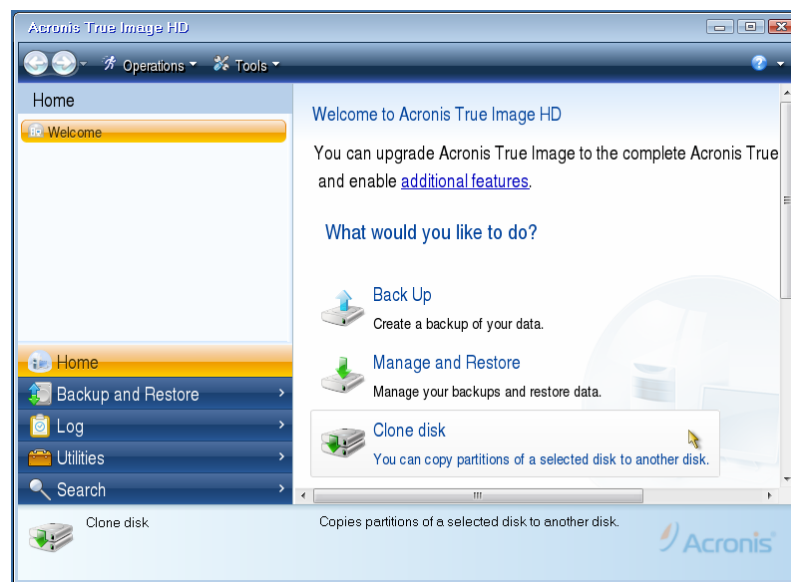 Acronis True Image HD
Operations Tools
Home
Welcome
Home
Backup and Restore
Log
Utilities
Search
Welcome to Acronis True Image HD
You can upgrade Acronis True Image to the complete Acronis True
and enable additional features.
What would you like to do?
Back Up
Create a backup of your data.
Manage and Restore
Manage your backups and restore data.
Clone disk
You can copy partitions of a selected disk to another disk.
Clone disk
Copies partitions of a selected disk to another disk.
Acronis